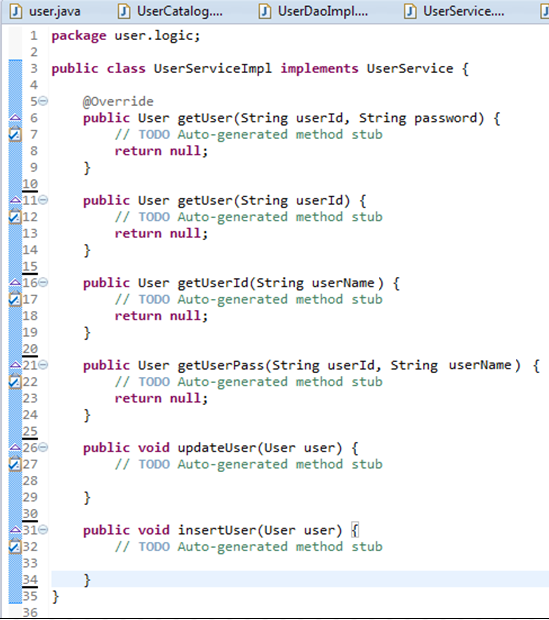 user.java UserCatalog.... UserDaoImpl.... UserService....
1 package user.logic;
2
3 public class UserServiceImpl implements UserService {
4
5 @Override
6 public User getUser(String userId, String password) {
7 // TODO Auto-generated method stub
8 return null;
9 }
10
11 public User getUser(String userId) {
12 // TODO Auto-generated method stub
13 return null;
14 }
15
16 public User getUserId(String userName) {
17 // TODO Auto-generated method stub
18 return null;
19 }
20
21 public User getUserPass(String userId, String userName) {
22 // TODO Auto-generated method stub
23 return null;
24 }
25
26 public void updateUser(User user) {
27 // TODO Auto-generated method stub
28
29 }
30
31 public void insertUser(User user) {
32 // TODO Auto-generated method stub
33
34 }
35 }
36